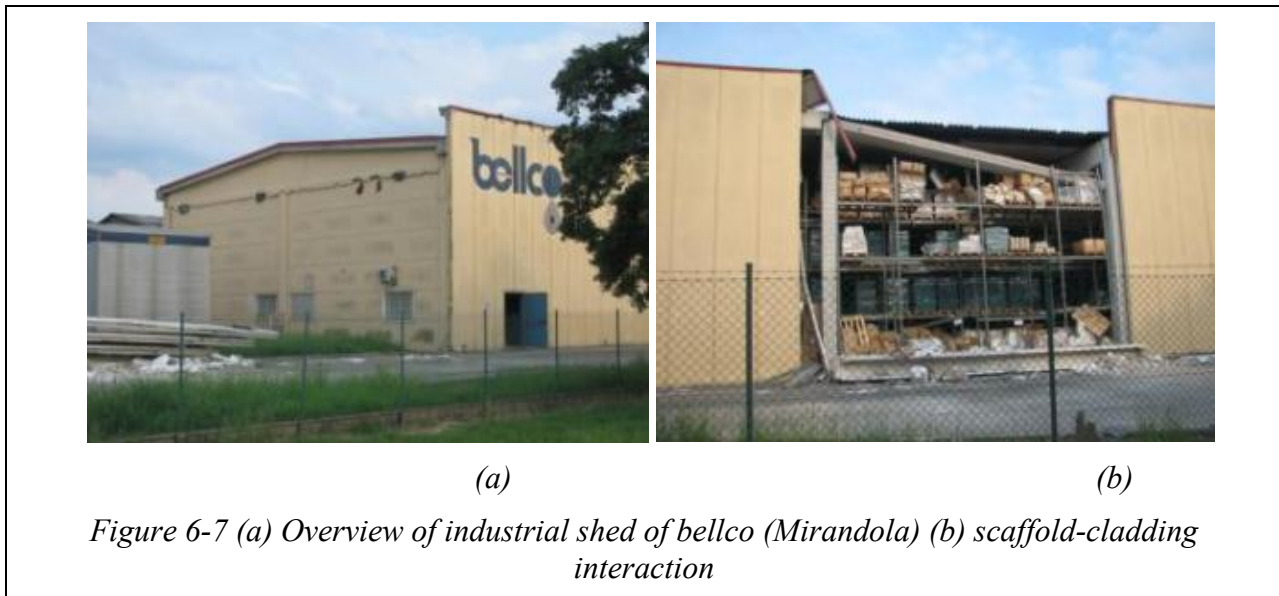 bellco
(a)
(b)
Figure 6-7 (a) Overview of industrial shed of bellco (Mirandola) (b) scaffold-cladding
interaction